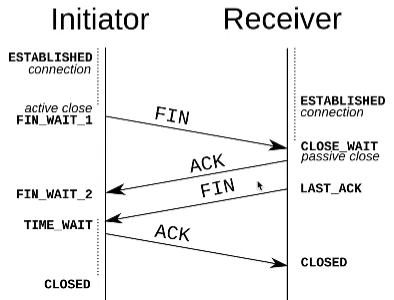 Initiator
Receiver
ESTABLISHED
connection
active close
FIN_WAIT_1
FIN
ESTABLISHED
connection
CLOSE_WAIT
passive close
ACK
FIN
LAST_ACK
FIN_WAIT_2
TIME_WAIT
ACK
CLOSED
CLOSED